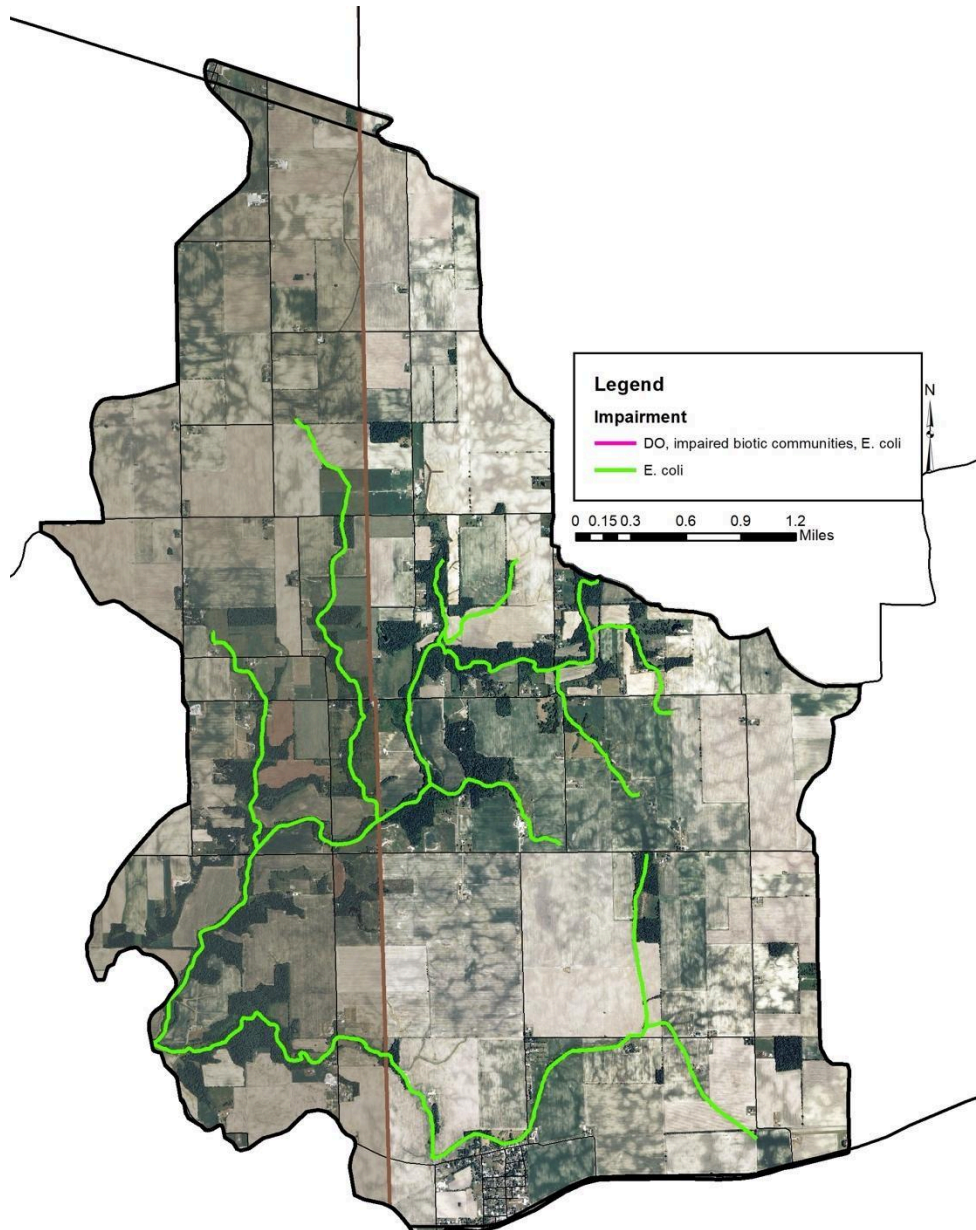 Legend
Impairment
DO, impaired biotic communities, E. coli
E. coli
N
0 0.15 0.3 0.6 0.9 1.2
Miles